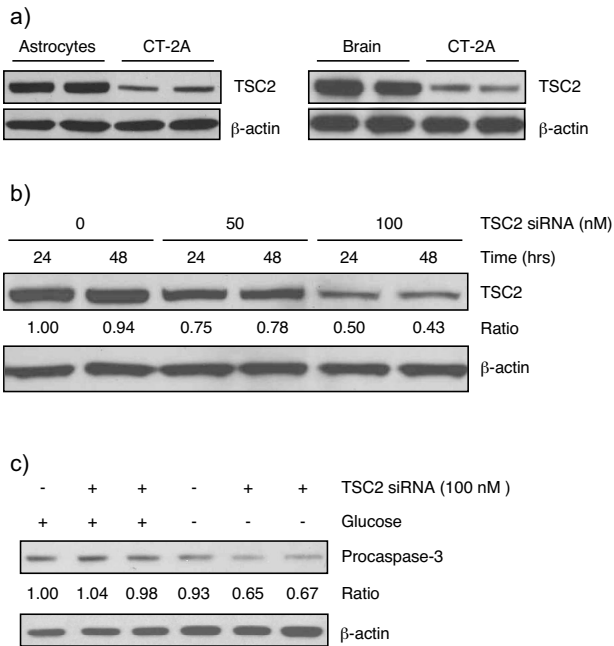 a)
Astrocytes CT-2A Brain CT-2A
TSC2 TSC2
β-actin β-actin
b)
0 50 100 TSC2 siRNA (nM)
24 48 24 48 24 48 Time (hrs)
TSC2
1.00 0.94 0.75 0.78 0.50 0.43 Ratio
β-actin
c)
- + + - + + TSC2 siRNA (100 nM )
+ + + - - - Glucose
Procaspase-3
1.00 1.04 0.98 0.93 0.65 0.67 Ratio
β-actin